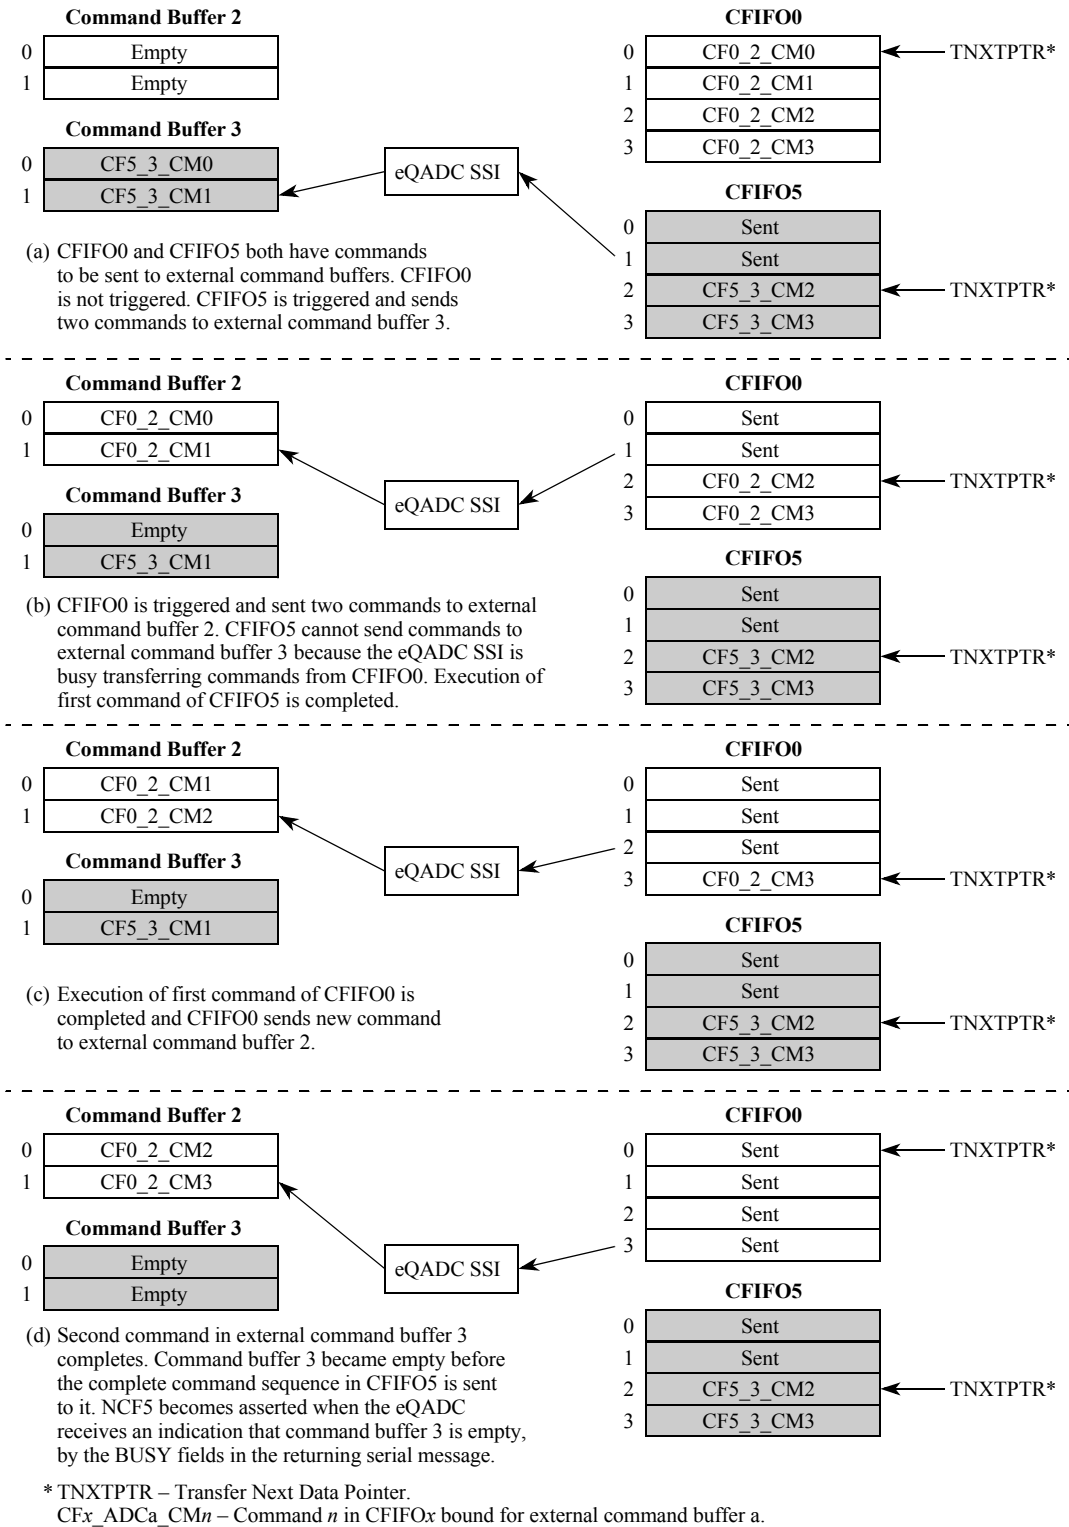 Command Buffer 2
0 Empty
1 Empty
Command Buffer 3
0 CF5_3_CM0
1 CF5_3_CM1
eQADC SSI
CFIFO0
0 CF0_2_CM0 TNXTPTR*
1 CF0_2_CM1
2 CF0_2_CM2
3 CF0_2_CM3
CFIFO5
0 Sent
1 Sent
2 CF5_3_CM2 TNXTPTR*
3 CF5_3_CM3
(a) CFIFO0 and CFIFO5 both have commands
to be sent to external command buffers. CFIFO0
is not triggered. CFIFO5 is triggered and sends
two commands to external command buffer 3.
Command Buffer 2
0 CF0_2_CM0
1 CF0_2_CM1
Command Buffer 3
0 Empty
1 CF5_3_CM1
eQADC SSI
CFIFO0
0 Sent
1 Sent
2 CF0_2_CM2 TNXTPTR*
3 CF0_2_CM3
CFIFO5
0 Sent
1 Sent
2 CF5_3_CM2 TNXTPTR*
3 CF5_3_CM3
(b) CFIFO0 is triggered and sent two commands to external
command buffer 2. CFIFO5 cannot send commands to
external command buffer 3 because the eQADC SSI is
busy transferring commands from CFIFO0. Execution of
first command of CFIFO5 is completed.
Command Buffer 2
0 CF0_2_CM1
1 CF0_2_CM2
Command Buffer 3
0 Empty
1 CF5_3_CM1
eQADC SSI
CFIFO0
0 Sent
1 Sent
2 Sent
3 CF0_2_CM3 TNXTPTR*
CFIFO5
0 Sent
1 Sent
2 CF5_3_CM2 TNXTPTR*
3 CF5_3_CM3
(c) Execution of first command of CFIFO0 is
completed and CFIFO0 sends new command
to external command buffer 2.
Command Buffer 2
0 CF0_2_CM2
1 CF0_2_CM3
Command Buffer 3
0 Empty
1 Empty
eQADC SSI
CFIFO0
0 Sent TNXTPTR*
1 Sent
2 Sent
3 Sent
CFIFO5
0 Sent
1 Sent
2 CF5_3_CM2 TNXTPTR*
3 CF5_3_CM3
(d) Second command in external command buffer 3
completes. Command buffer 3 became empty before
the complete command sequence in CFIFO5 is sent
to it. NCF5 becomes asserted when the eQADC
receives an indication that command buffer 3 is empty,
by the BUSY fields in the returning serial message.
* TNXTPTR – Transfer Next Data Pointer.
CFx_ADCa_CMn – Command n in CFIFOx bound for external command buffer a.